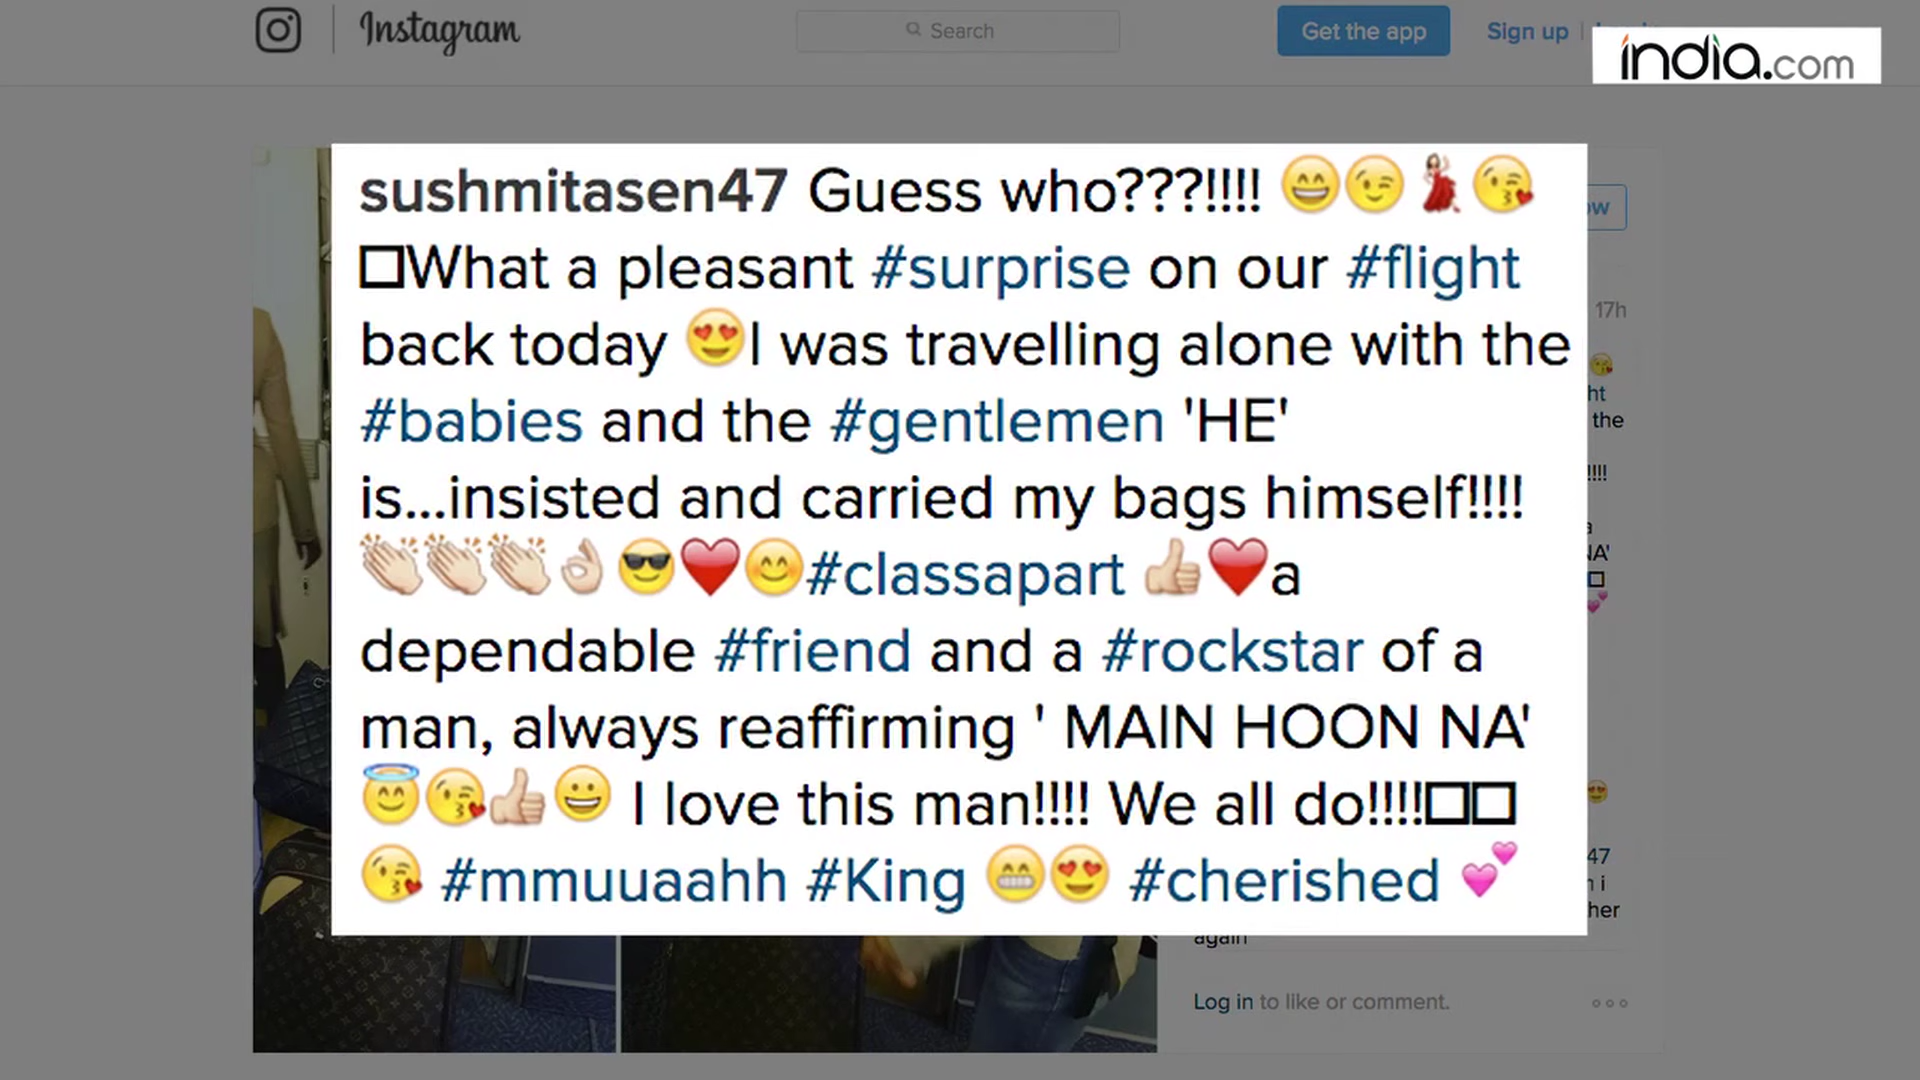 Instagram
Search
Get the app
Sign up
india.com
sushmitasen47 Guess who???!!!! 😄😉💃😘
□What a pleasant #surprise on our #flight
back today 😍I was travelling alone with the
#babies and the #gentlemen 'HE'
is...insisted and carried my bags himself!!!!
👏🏻👏🏻👏🏻👌🏻😎❤️😊#classapart 👍🏻❤️a
dependable #friend and a #rockstar of a
man, always reaffirming ' MAIN HOON NA'
😇😘👍🏻😀 I love this man!!!! We all do!!!!□□
😘 #mmuuaahh #King 😁😍 #cherished 💕
17h
the
!!!!
47
again
Log in to like or comment.